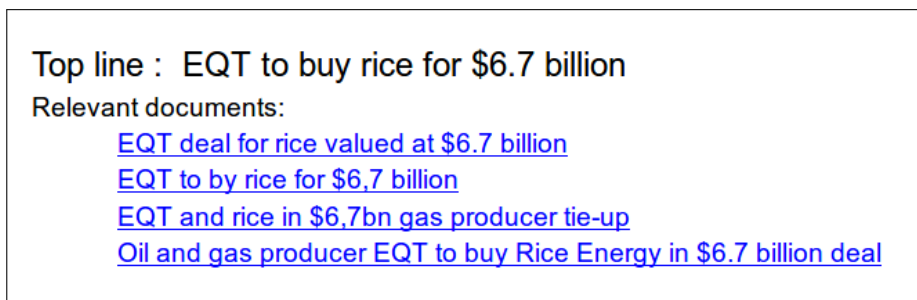 Top line :  EQT to buy rice for $6.7 billion
Relevant documents:
EQT deal for rice valued at $6.7 billion
EQT to by rice for $6,7 billion
EQT and rice in $6,7bn gas producer tie-up
Oil and gas producer EQT to buy Rice Energy in $6.7 billion deal